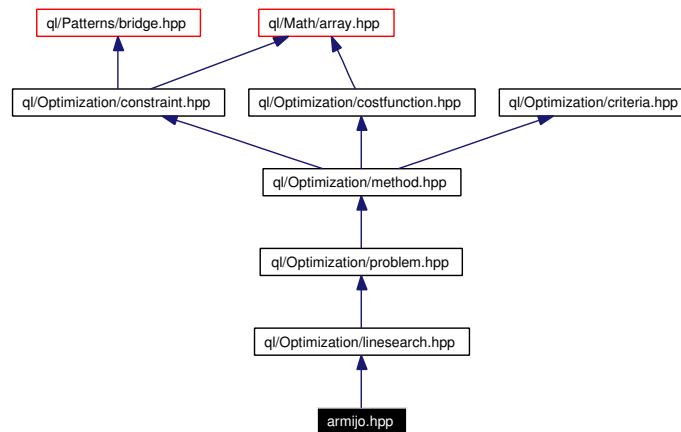 ql/Patterns/bridge.hpp
ql/Math/array.hpp
ql/Optimization/constraint.hpp
ql/Optimization/costfunction.hpp
ql/Optimization/criteria.hpp
ql/Optimization/method.hpp
ql/Optimization/problem.hpp
ql/Optimization/linesearch.hpp
armijo.hpp